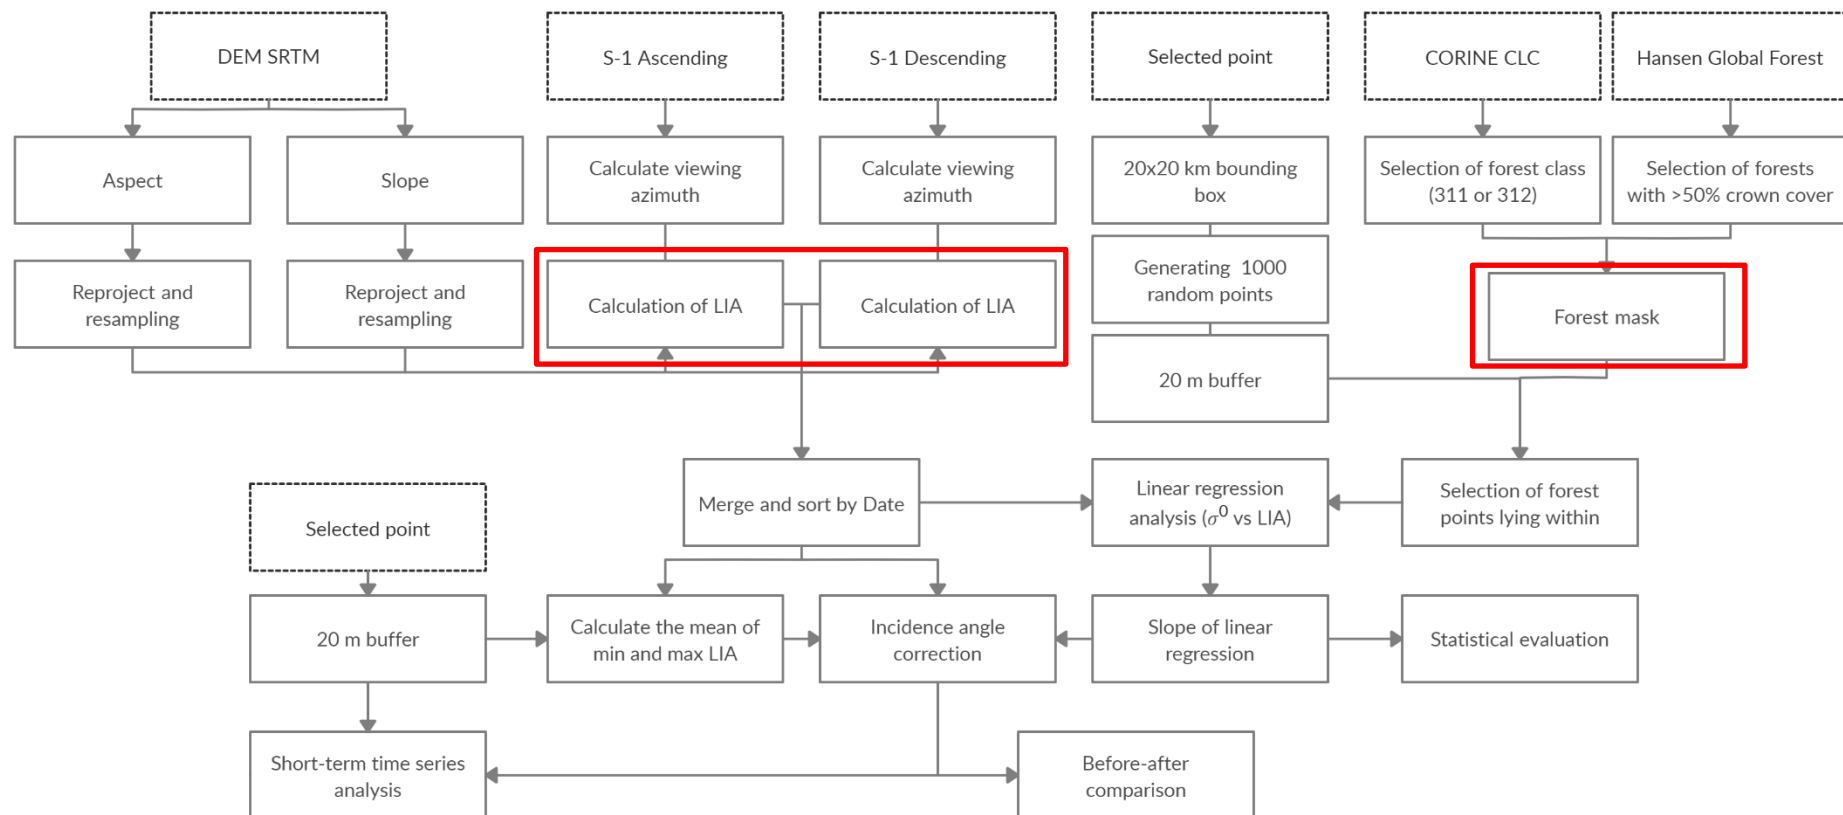 DEM SRTM
S-1 Ascending
S-1 Descending
Selected point
CORINE CLC
Hansen Global Forest
Aspect
Slope
Calculate viewing
azimuth
Calculate viewing
azimuth
20x20 km bounding
box
Selection of forest class
(311 or 312)
Selection of forests
with >50% crown cover
Reproject and
resampling
Reproject and
resampling
Calculation of LIA
Calculation of LIA
Generating 1000
random points
Forest mask
20 m buffer
Merge and sort by Date
Linear regression
analysis (σ⁰ vs LIA)
Selection of forest
points lying within
Selected point
20 m buffer
Calculate the mean of
min and max LIA
Incidence angle
correction
Slope of linear
regression
Statistical evaluation
Short-term time series
analysis
Before-after
comparison